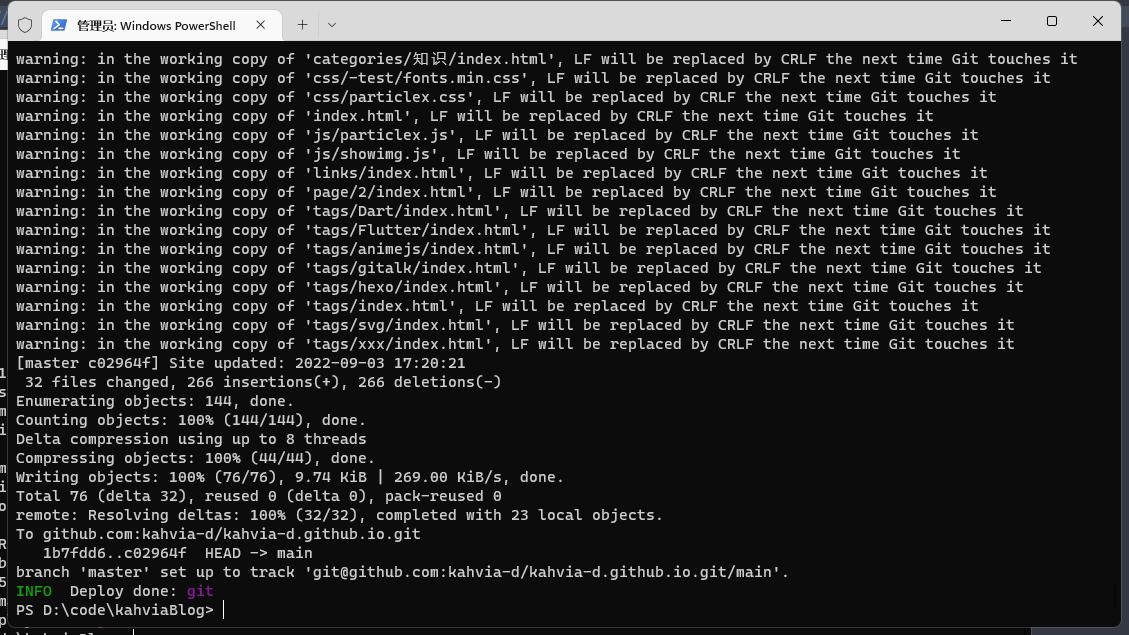 管理员: Windows PowerShell
warning: in the working copy of 'categories/知识/index.html', LF will be replaced by CRLF the next time Git touches it
warning: in the working copy of 'css/-test/fonts.min.css', LF will be replaced by CRLF the next time Git touches it
warning: in the working copy of 'css/particlex.css', LF will be replaced by CRLF the next time Git touches it
warning: in the working copy of 'index.html', LF will be replaced by CRLF the next time Git touches it
warning: in the working copy of 'js/particlex.js', LF will be replaced by CRLF the next time Git touches it
warning: in the working copy of 'js/showimg.js', LF will be replaced by CRLF the next time Git touches it
warning: in the working copy of 'links/index.html', LF will be replaced by CRLF the next time Git touches it
warning: in the working copy of 'page/2/index.html', LF will be replaced by CRLF the next time Git touches it
warning: in the working copy of 'tags/Dart/index.html', LF will be replaced by CRLF the next time Git touches it
warning: in the working copy of 'tags/Flutter/index.html', LF will be replaced by CRLF the next time Git touches it
warning: in the working copy of 'tags/animejs/index.html', LF will be replaced by CRLF the next time Git touches it
warning: in the working copy of 'tags/gitalk/index.html', LF will be replaced by CRLF the next time Git touches it
warning: in the working copy of 'tags/hexo/index.html', LF will be replaced by CRLF the next time Git touches it
warning: in the working copy of 'tags/index.html', LF will be replaced by CRLF the next time Git touches it
warning: in the working copy of 'tags/svg/index.html', LF will be replaced by CRLF the next time Git touches it
warning: in the working copy of 'tags/xxx/index.html', LF will be replaced by CRLF the next time Git touches it
[master c02964f] Site updated: 2022-09-03 17:20:21
 32 files changed, 266 insertions(+), 266 deletions(-)
Enumerating objects: 144, done.
Counting objects: 100% (144/144), done.
Delta compression using up to 8 threads
Compressing objects: 100% (44/44), done.
Writing objects: 100% (76/76), 9.74 KiB | 269.00 KiB/s, done.
Total 76 (delta 32), reused 0 (delta 0), pack-reused 0
remote: Resolving deltas: 100% (32/32), completed with 23 local objects.
To github.com:kahvia-d/kahvia-d.github.io.git
   1b7fdd6..c02964f  HEAD -> main
branch 'master' set up to track 'git@github.com:kahvia-d/kahvia-d.github.io.git/main'.
INFO  Deploy done: git
PS D:\code\kahviaBlog>